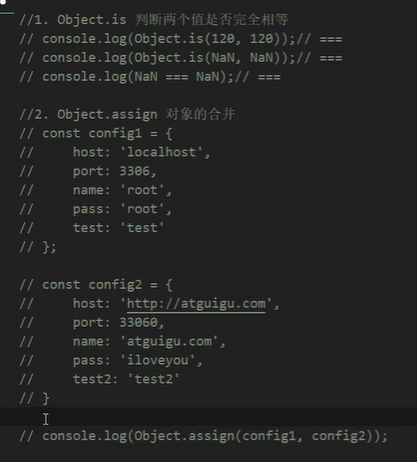 //1. Object.is 判断两个值是否完全相等
// console.log(Object.is(120, 120));// ===
// console.log(Object.is(NaN, NaN));// ===
// console.log(NaN === NaN);// ===
//2. Object.assign 对象的合并
// const config1 = {
//     host: 'localhost',
//     port: 3306,
//     name: 'root',
//     pass: 'root',
//     test: 'test'
// };
// const config2 = {
//     host: 'http://atguigu.com',
//     port: 33060,
//     name: 'atguigu.com',
//     pass: 'iloveyou',
//     test2: 'test2'
// }
// console.log(Object.assign(config1, config2));